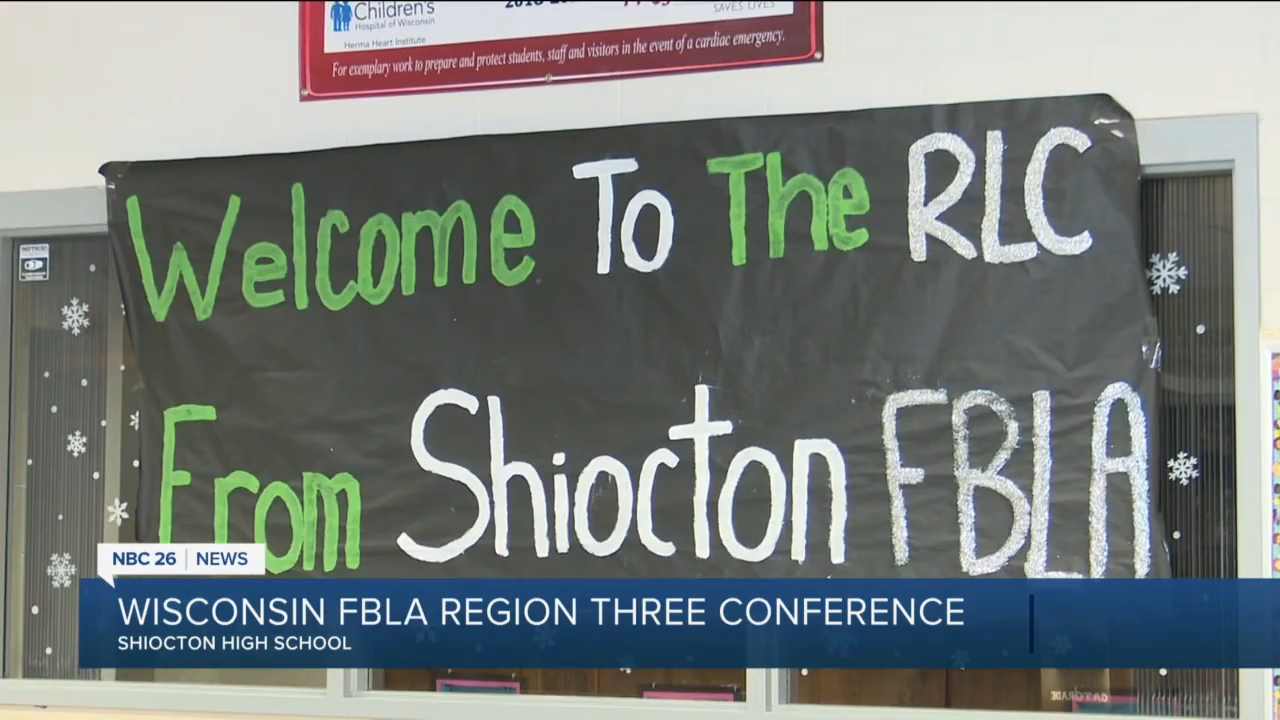 Children's
Hospital of Wisconsin
Herma Heart Institute
SAVES LIVES
For exemplary work to prepare and protect students, staff and visitors in the event of a cardiac emergency.
Welcome To The RLC
From Shiocton FBLA
NOTICE!
NBC 26 | NEWS
WISCONSIN FBLA REGION THREE CONFERENCE
SHIOCTON HIGH SCHOOL